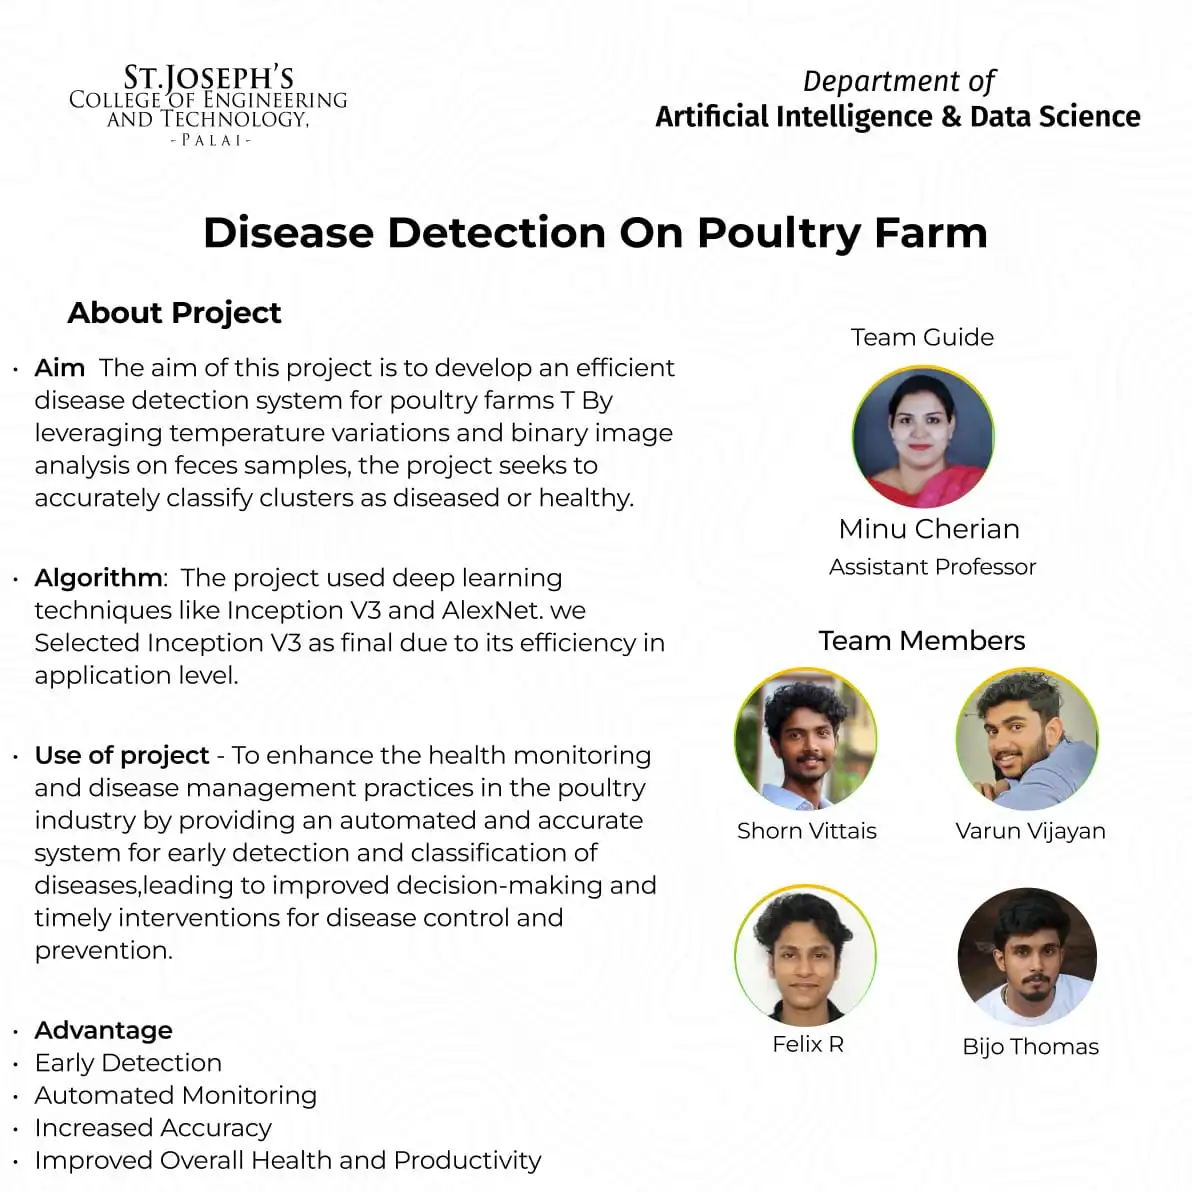 ST.JOSEPH'S
COLLEGE OF ENGINEERING
AND TECHNOLOGY,
-PALAI-
Department of
Artificial Intelligence & Data Science
Disease Detection On Poultry Farm
About Project
• Aim  The aim of this project is to develop an efficient
disease detection system for poultry farms T By
leveraging temperature variations and binary image
analysis on feces samples, the project seeks to
accurately classify clusters as diseased or healthy.
• Algorithm:  The project used deep learning
techniques like Inception V3 and AlexNet. we
Selected Inception V3 as final due to its efficiency in
application level.
• Use of project - To enhance the health monitoring
and disease management practices in the poultry
industry by providing an automated and accurate
system for early detection and classification of
diseases,leading to improved decision-making and
timely interventions for disease control and
prevention.
• Advantage
• Early Detection
• Automated Monitoring
• Increased Accuracy
• Improved Overall Health and Productivity
Team Guide
Minu Cherian
Assistant Professor
Team Members
Shorn Vittais
Varun Vijayan
Felix R
Bijo Thomas